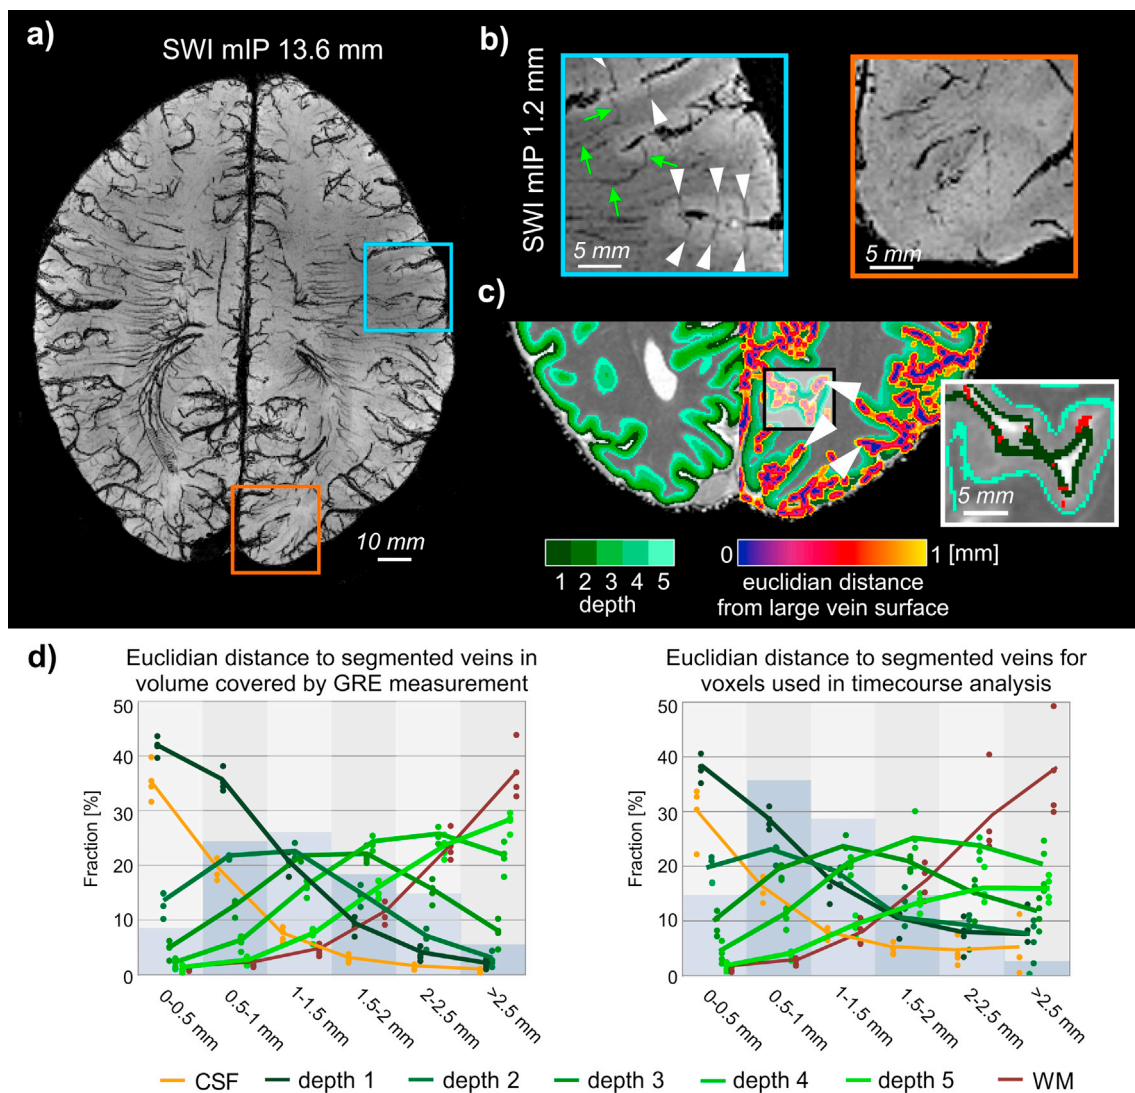 a)
SWI mIP 13.6 mm
10 mm
b)
SWI mIP 1.2 mm
5 mm
5 mm
c)
5 mm
1 2 3 4 5
depth
0
1 [mm]
euclidian distance
from large vein surface
d)
Euclidian distance to segmented veins in
volume covered by GRE measurement
Fraction [%]
50
40
30
20
10
0
0-0.5 mm
0.5-1 mm
1-1.5 mm
1.5-2 mm
2-2.5 mm
>2.5 mm
Euclidian distance to segmented veins for
voxels used in timecourse analysis
Fraction [%]
50
40
30
20
10
0
0-0.5 mm
0.5-1 mm
1-1.5 mm
1.5-2 mm
2-2.5 mm
>2.5 mm
CSF depth 1 depth 2 depth 3 depth 4 depth 5 WM